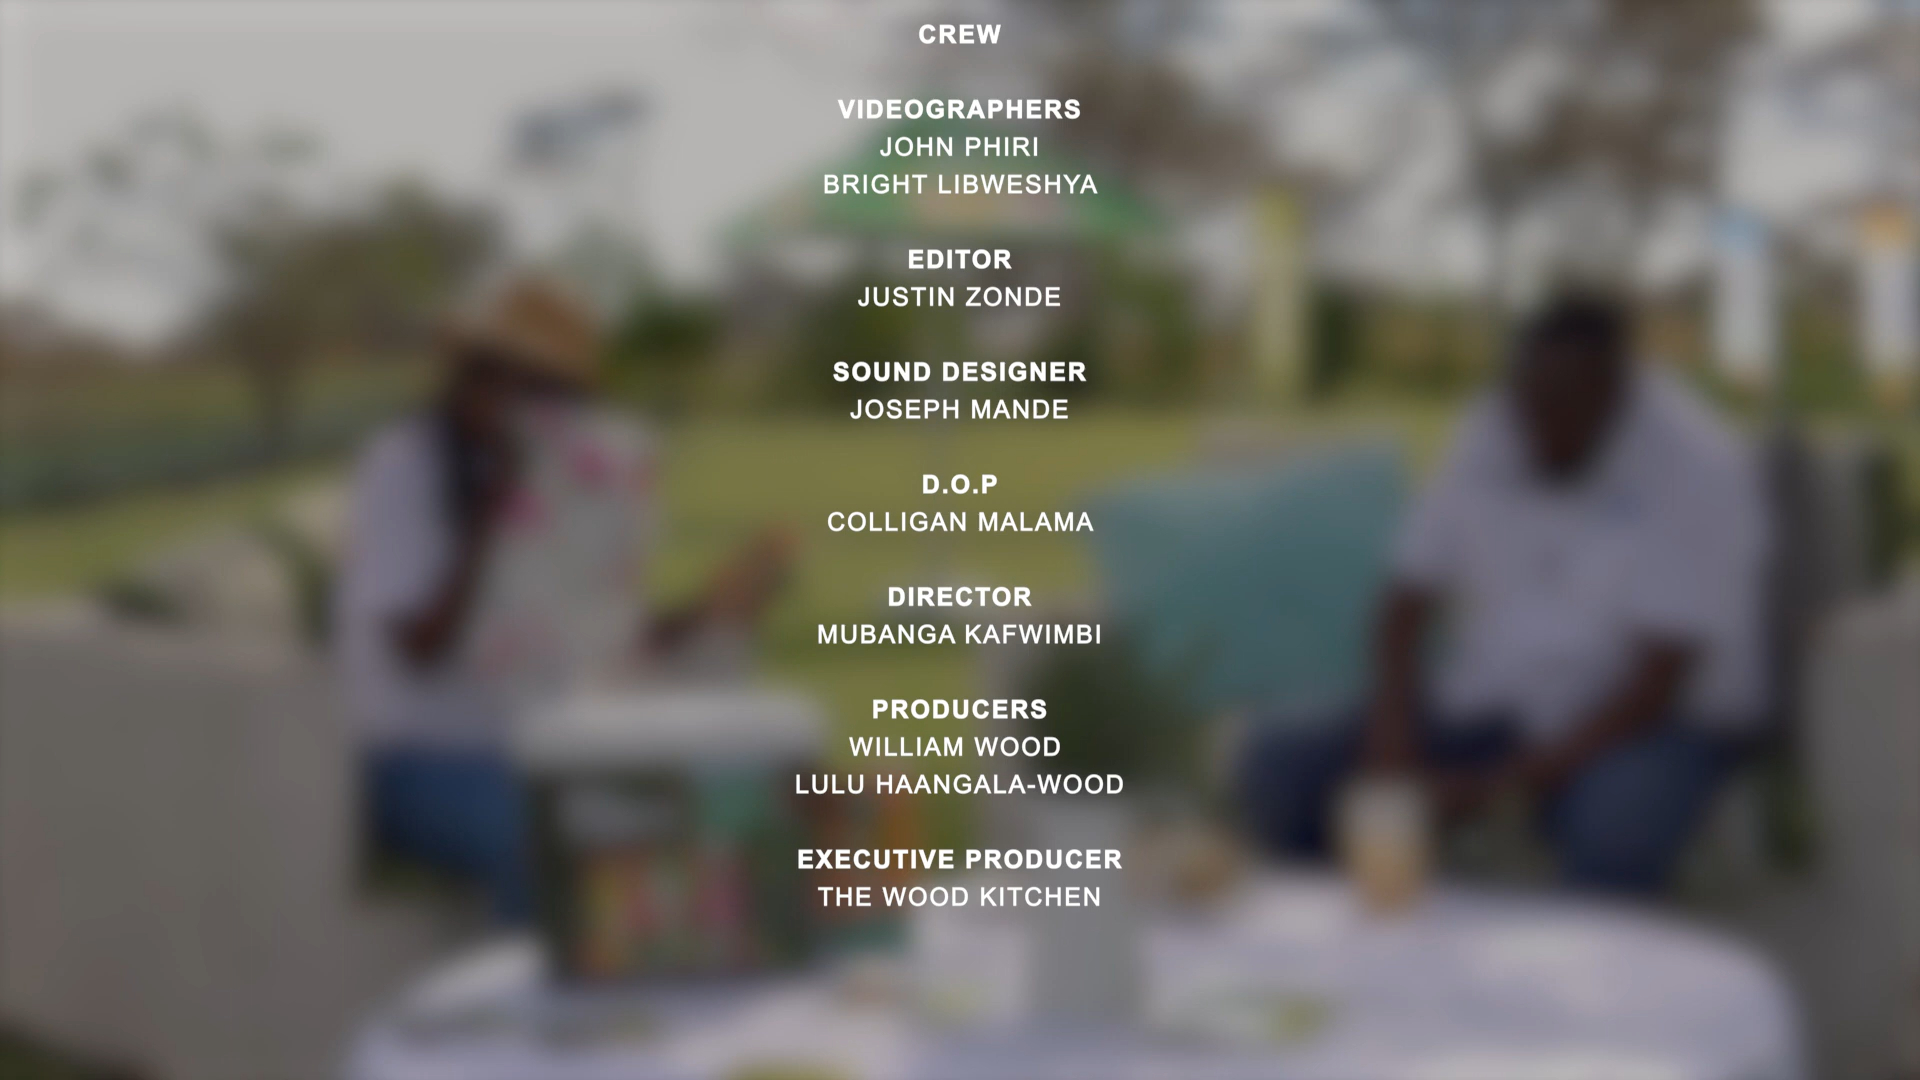 CREW
VIDEOGRAPHERS
JOHN PHIRI
BRIGHT LIBWESHYA
EDITOR
JUSTIN ZONDE
SOUND DESIGNER
JOSEPH MANDE
D.O.P
COLLIGAN MALAMA
DIRECTOR
MUBANGA KAFWIMBI
PRODUCERS
WILLIAM WOOD
LULU HAANGALA-WOOD
EXECUTIVE PRODUCER
THE WOOD KITCHEN